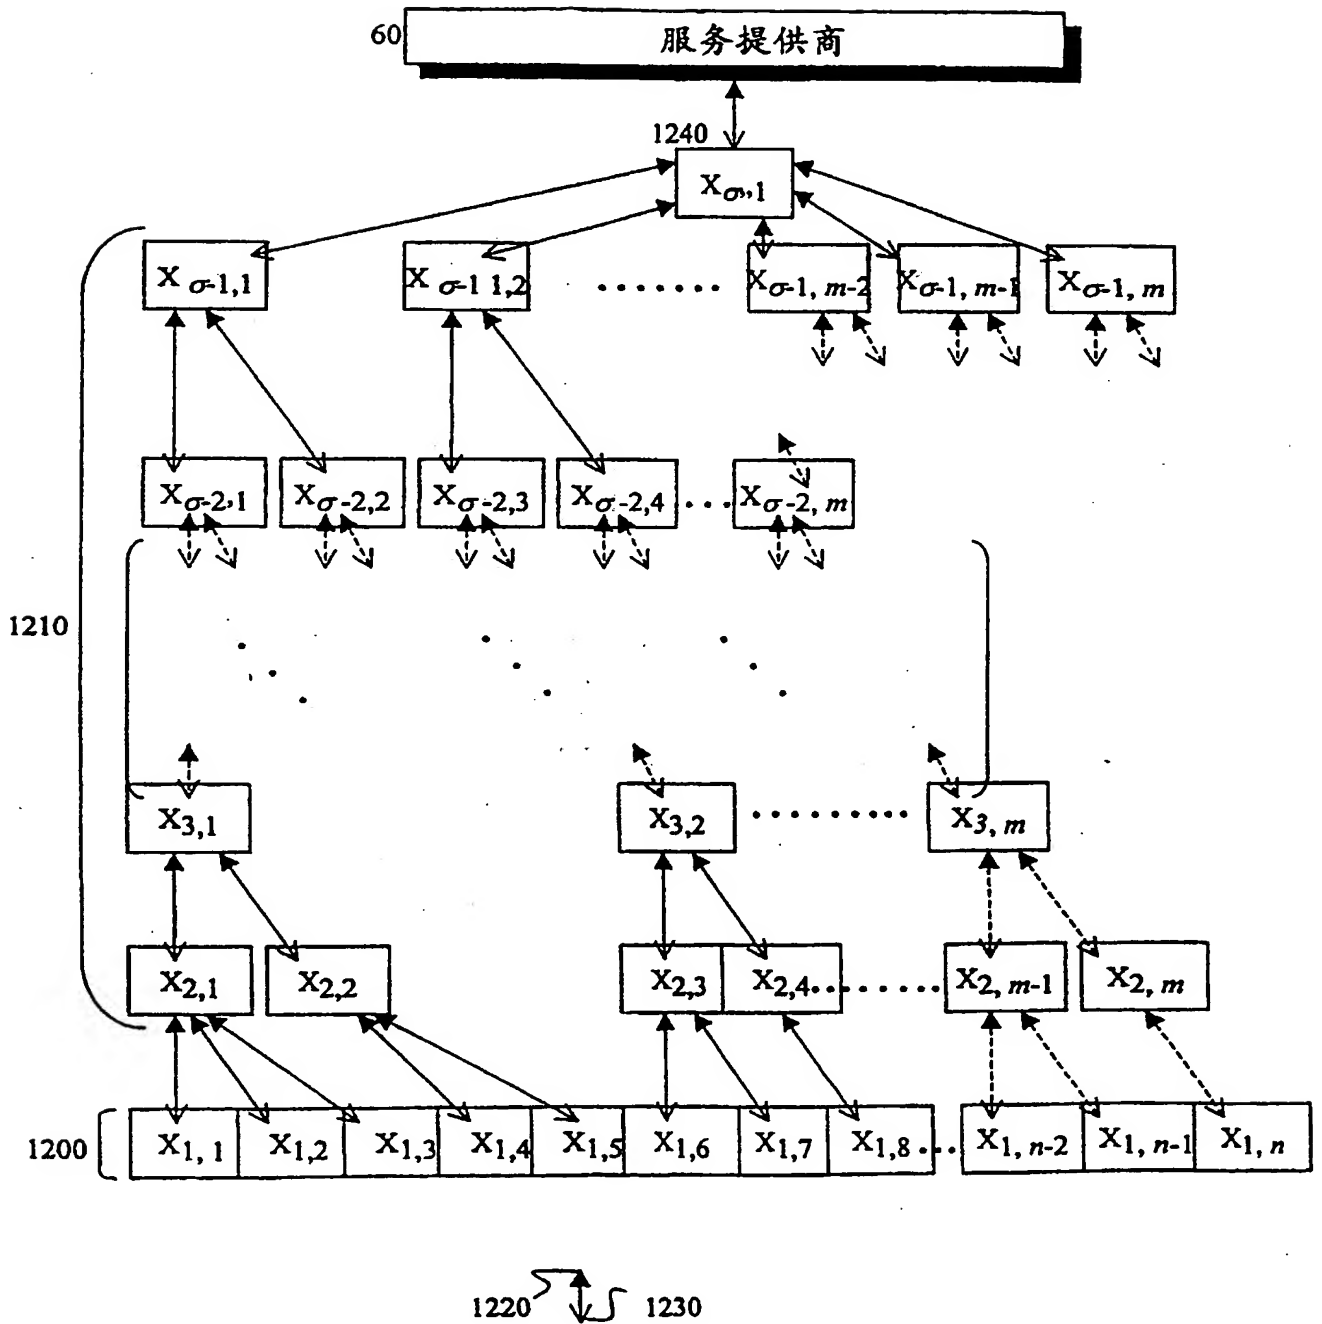 60 服务提供商
1240
Xσ,1
Xσ-1,1 Xσ-1 1,2 ....... Xσ-1, m-2 Xσ-1, m-1 Xσ-1, m
Xσ-2,1 Xσ-2,2 Xσ-2,3 Xσ-2,4 ... Xσ-2, m
1210
X3,1 X3,2 ......... X3, m
X2,1 X2,2 X2,3 X2,4 ........ X2, m-1 X2, m
1200 X1, 1 X1,2 X1,3 X1,4 X1,5 X1,6 X1,7 X1,8 ... X1, n-2 X1, n-1 X1, n
1220 1230